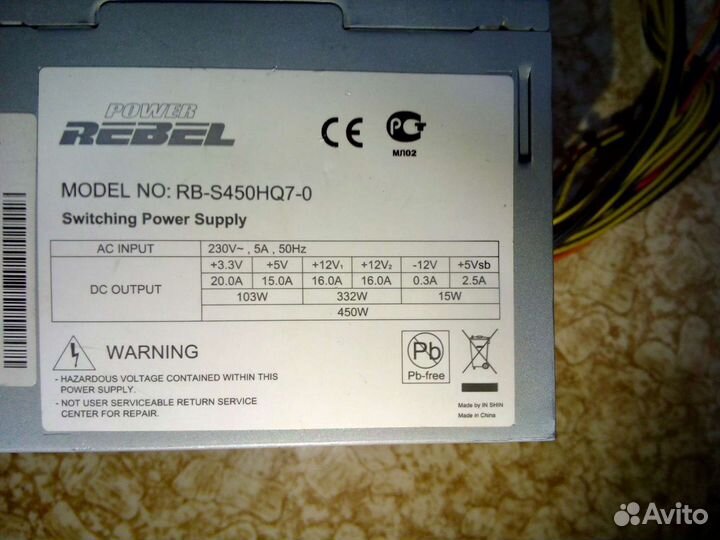 POWER
REBEL
CE PCT
МЛ02
MODEL NO: RB-S450HQ7-0
Switching Power Supply
AC INPUT 230V~ , 5A , 50Hz
DC OUTPUT +3.3V +5V +12V₁ +12V₂ -12V +5Vsb
20.0A 15.0A 16.0A 16.0A 0.3A 2.5A
103W 332W 15W
450W
WARNING
- HAZARDOUS VOLTAGE CONTAINED WITHIN THIS
POWER SUPPLY.
- NOT USER SERVICEABLE RETURN SERVICE
CENTER FOR REPAIR.
Pb
Pb-free
Made by IN SHIN
Made in China
Avito